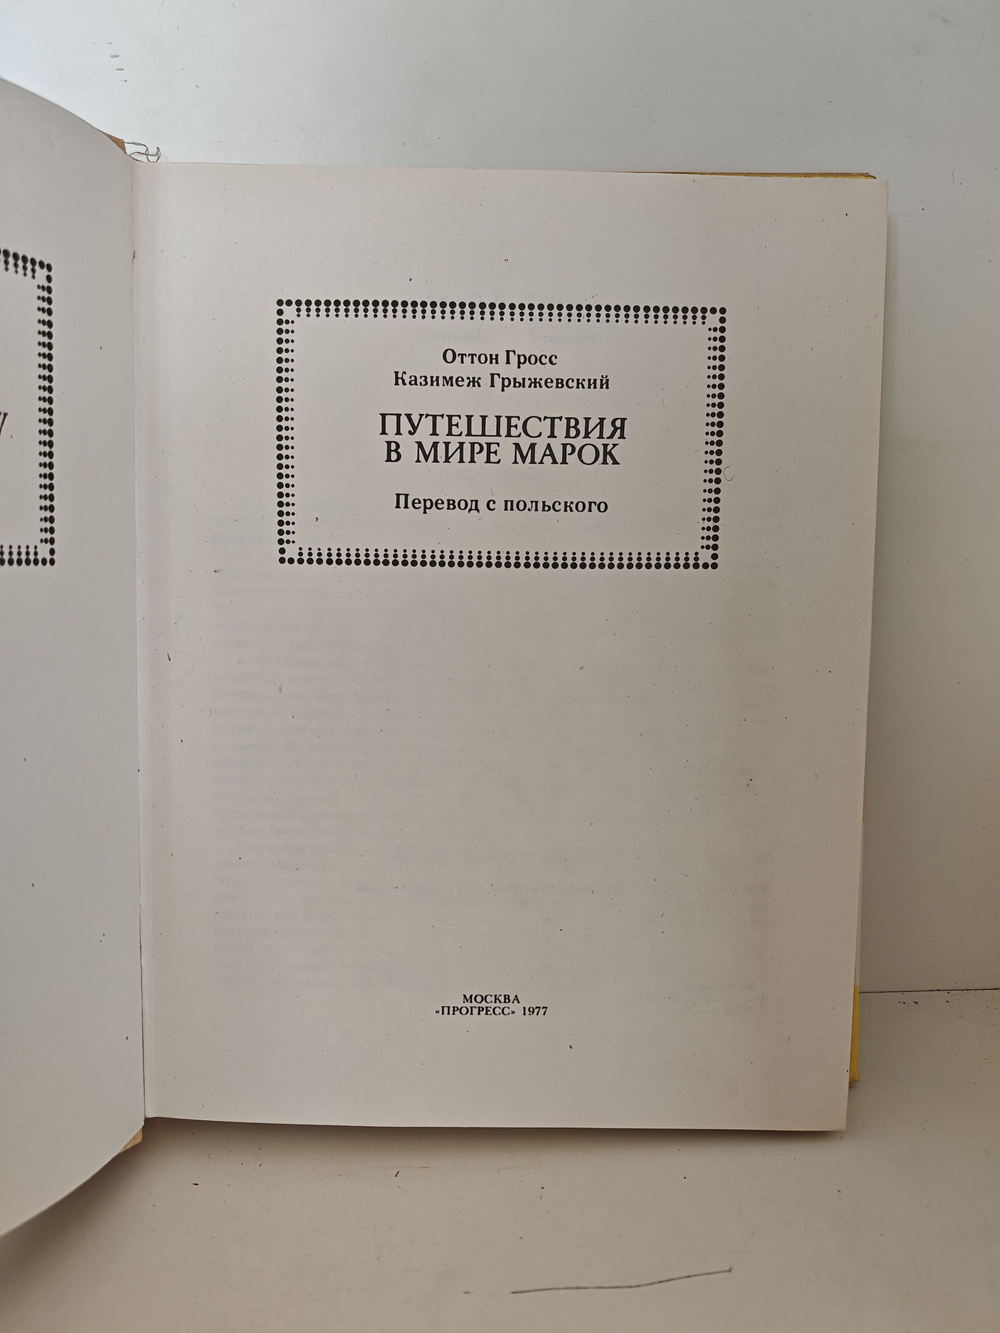 Оттон Гросс
Казимеж Грыжевский
ПУТЕШЕСТВИЯ
В МИРЕ МАРОК
Перевод с польского
МОСКВА
«ПРОГРЕСС» 1977